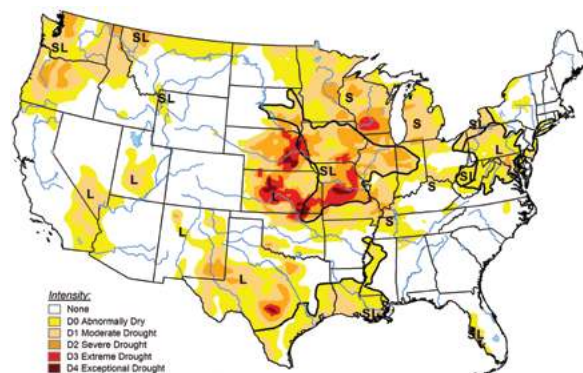 SL
SL
SL
S
S
S
SL
L
SL
L
L
SL
L
S
S
L
L
SL
SL
Intensity:
None
D0 Abnormally Dry
D1 Moderate Drought
D2 Severe Drought
D3 Extreme Drought
D4 Exceptional Drought